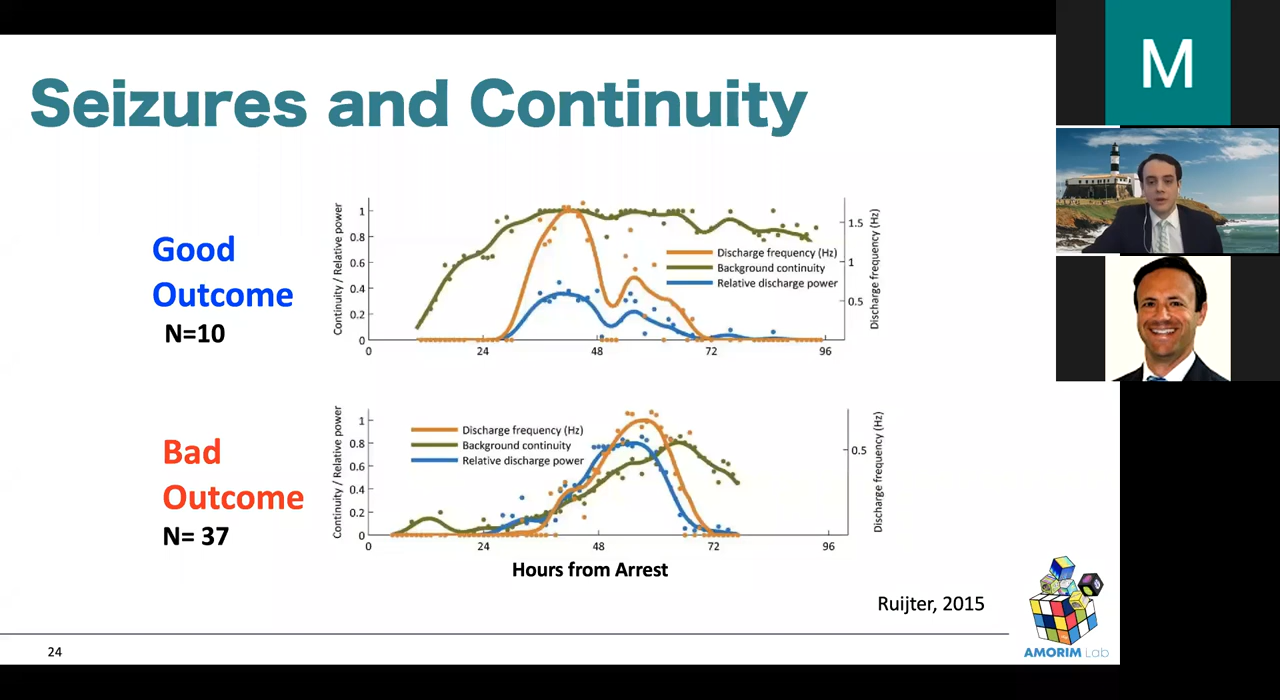 Seizures and Continuity
M
Good
Outcome
N=10
Continuity / Relative power
1
0.8
0.6
0.4
0.2
0
0
24
48
72
96
Discharge frequency (Hz)
Background continuity
Relative discharge power
1.5
1
0.5
Discharge frequency (Hz)
Bad
Outcome
N= 37
Continuity / Relative power
1
0.8
0.6
0.4
0.2
0
0
24
48
72
96
Discharge frequency (Hz)
Background continuity
Relative discharge power
0.5
Discharge frequency (Hz)
Hours from Arrest
Ruijter, 2015
AMORIM Lab
24